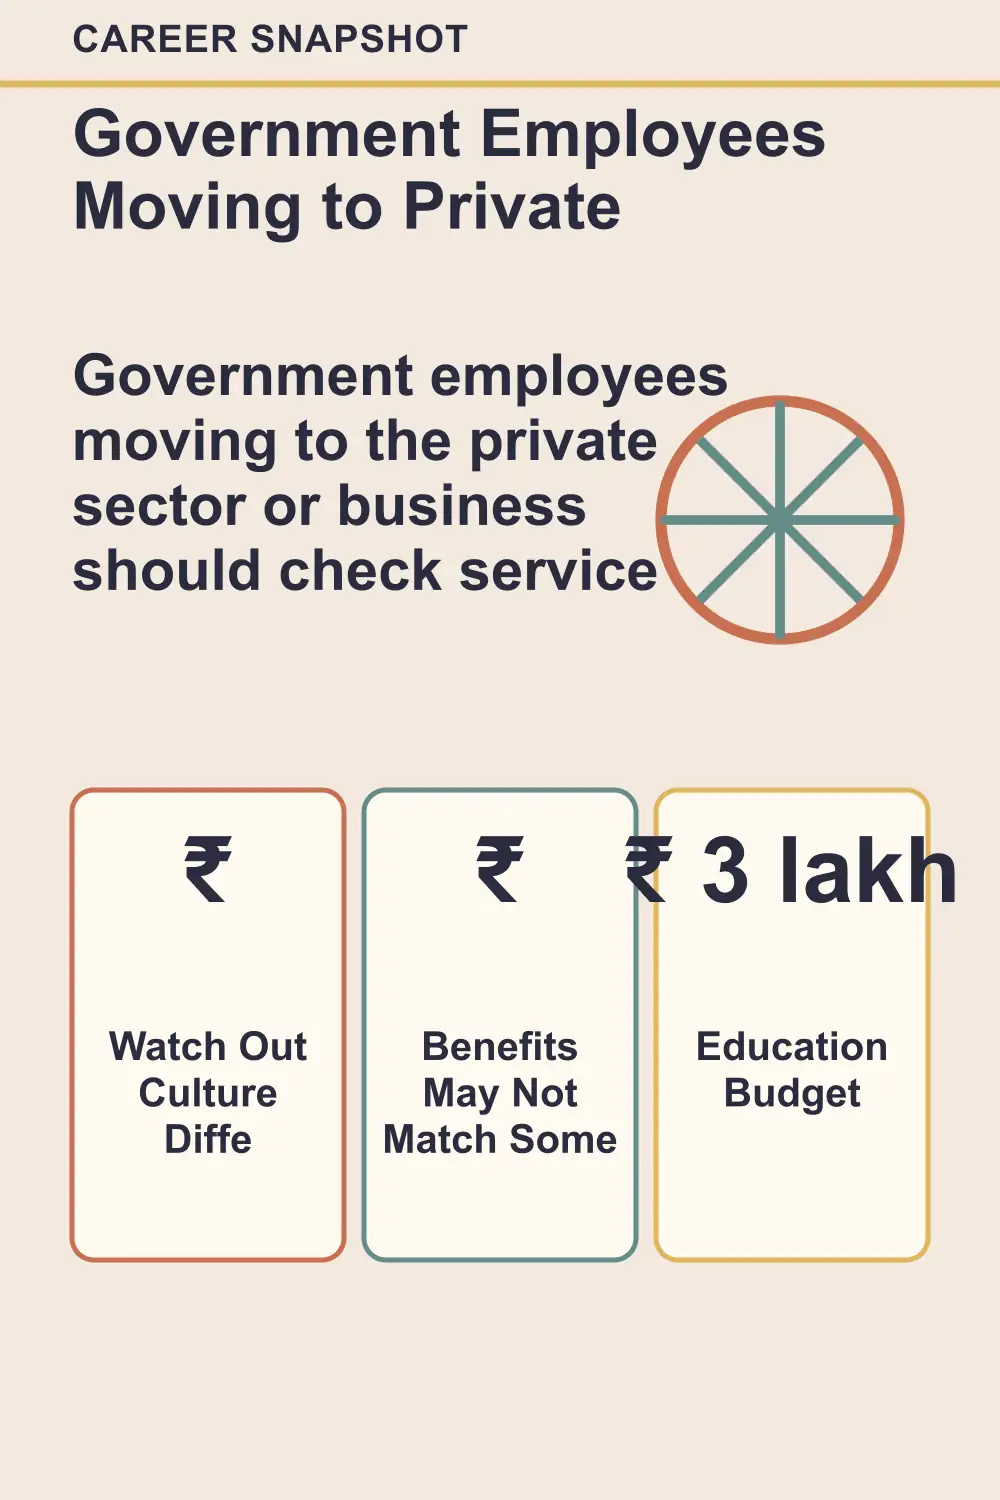 CAREER SNAPSHOT
Government Employees
Moving to Private
Government employees
moving to the private
sector or business
should check service
₹
Watch Out
Culture
Diffe
₹
Benefits
May Not
Match Some
₹ 3 lakh
Education
Budget